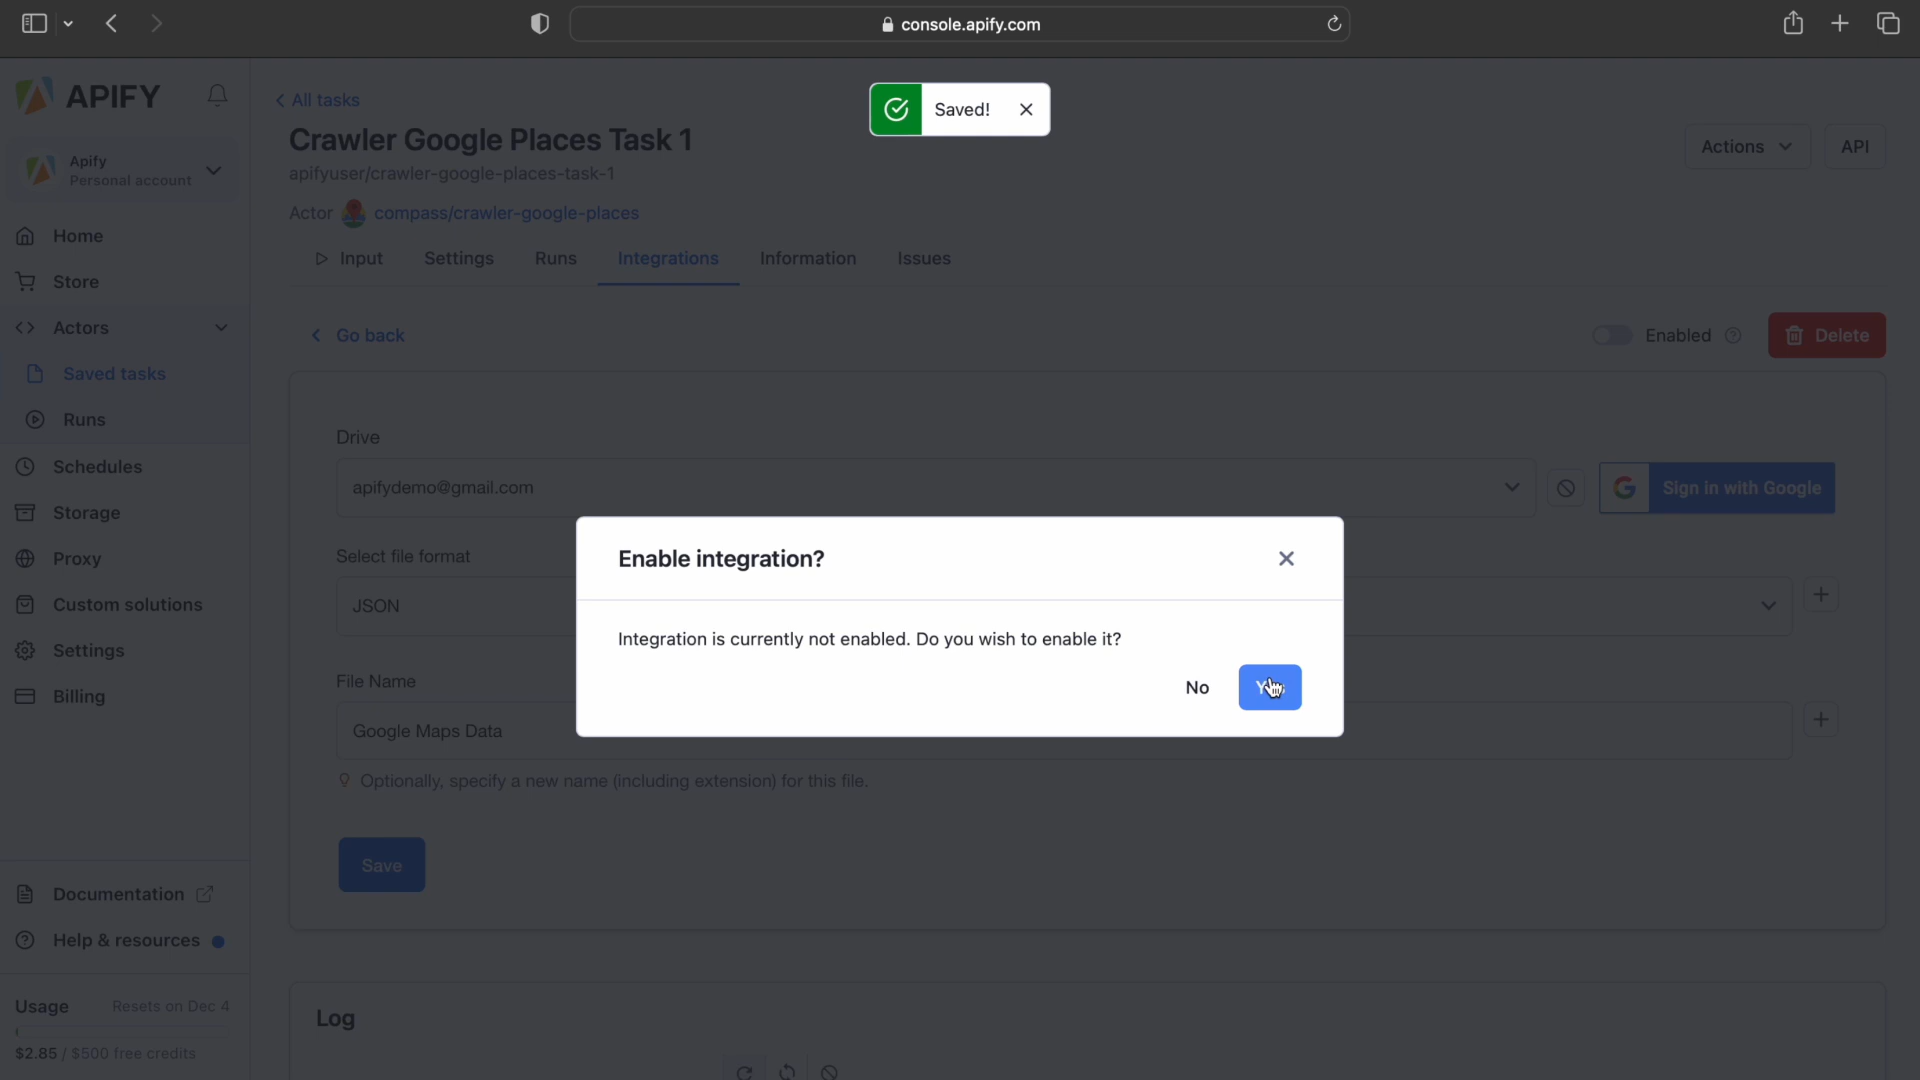 console.apify.com
APIFY
Apify
Personal account
Home
Store
Actors
Saved tasks
Runs
Schedules
Storage
Proxy
Custom solutions
Settings
Billing
Documentation
Help & resources
Usage
Resets on Dec 4
$2.85 / $500 free credits
All tasks
Saved!
Crawler Google Places Task 1
apifyuser/crawler-google-places-task-1
Actor compass/crawler-google-places
Actions
API
Input
Settings
Runs
Integrations
Information
Issues
Go back
Enabled
Delete
Drive
apifydemo@gmail.com
Sign in with Google
Select file format
JSON
File Name
Google Maps Data
Optionally, specify a new name (including extension) for this file.
Save
Enable integration?
Integration is currently not enabled. Do you wish to enable it?
No
Log